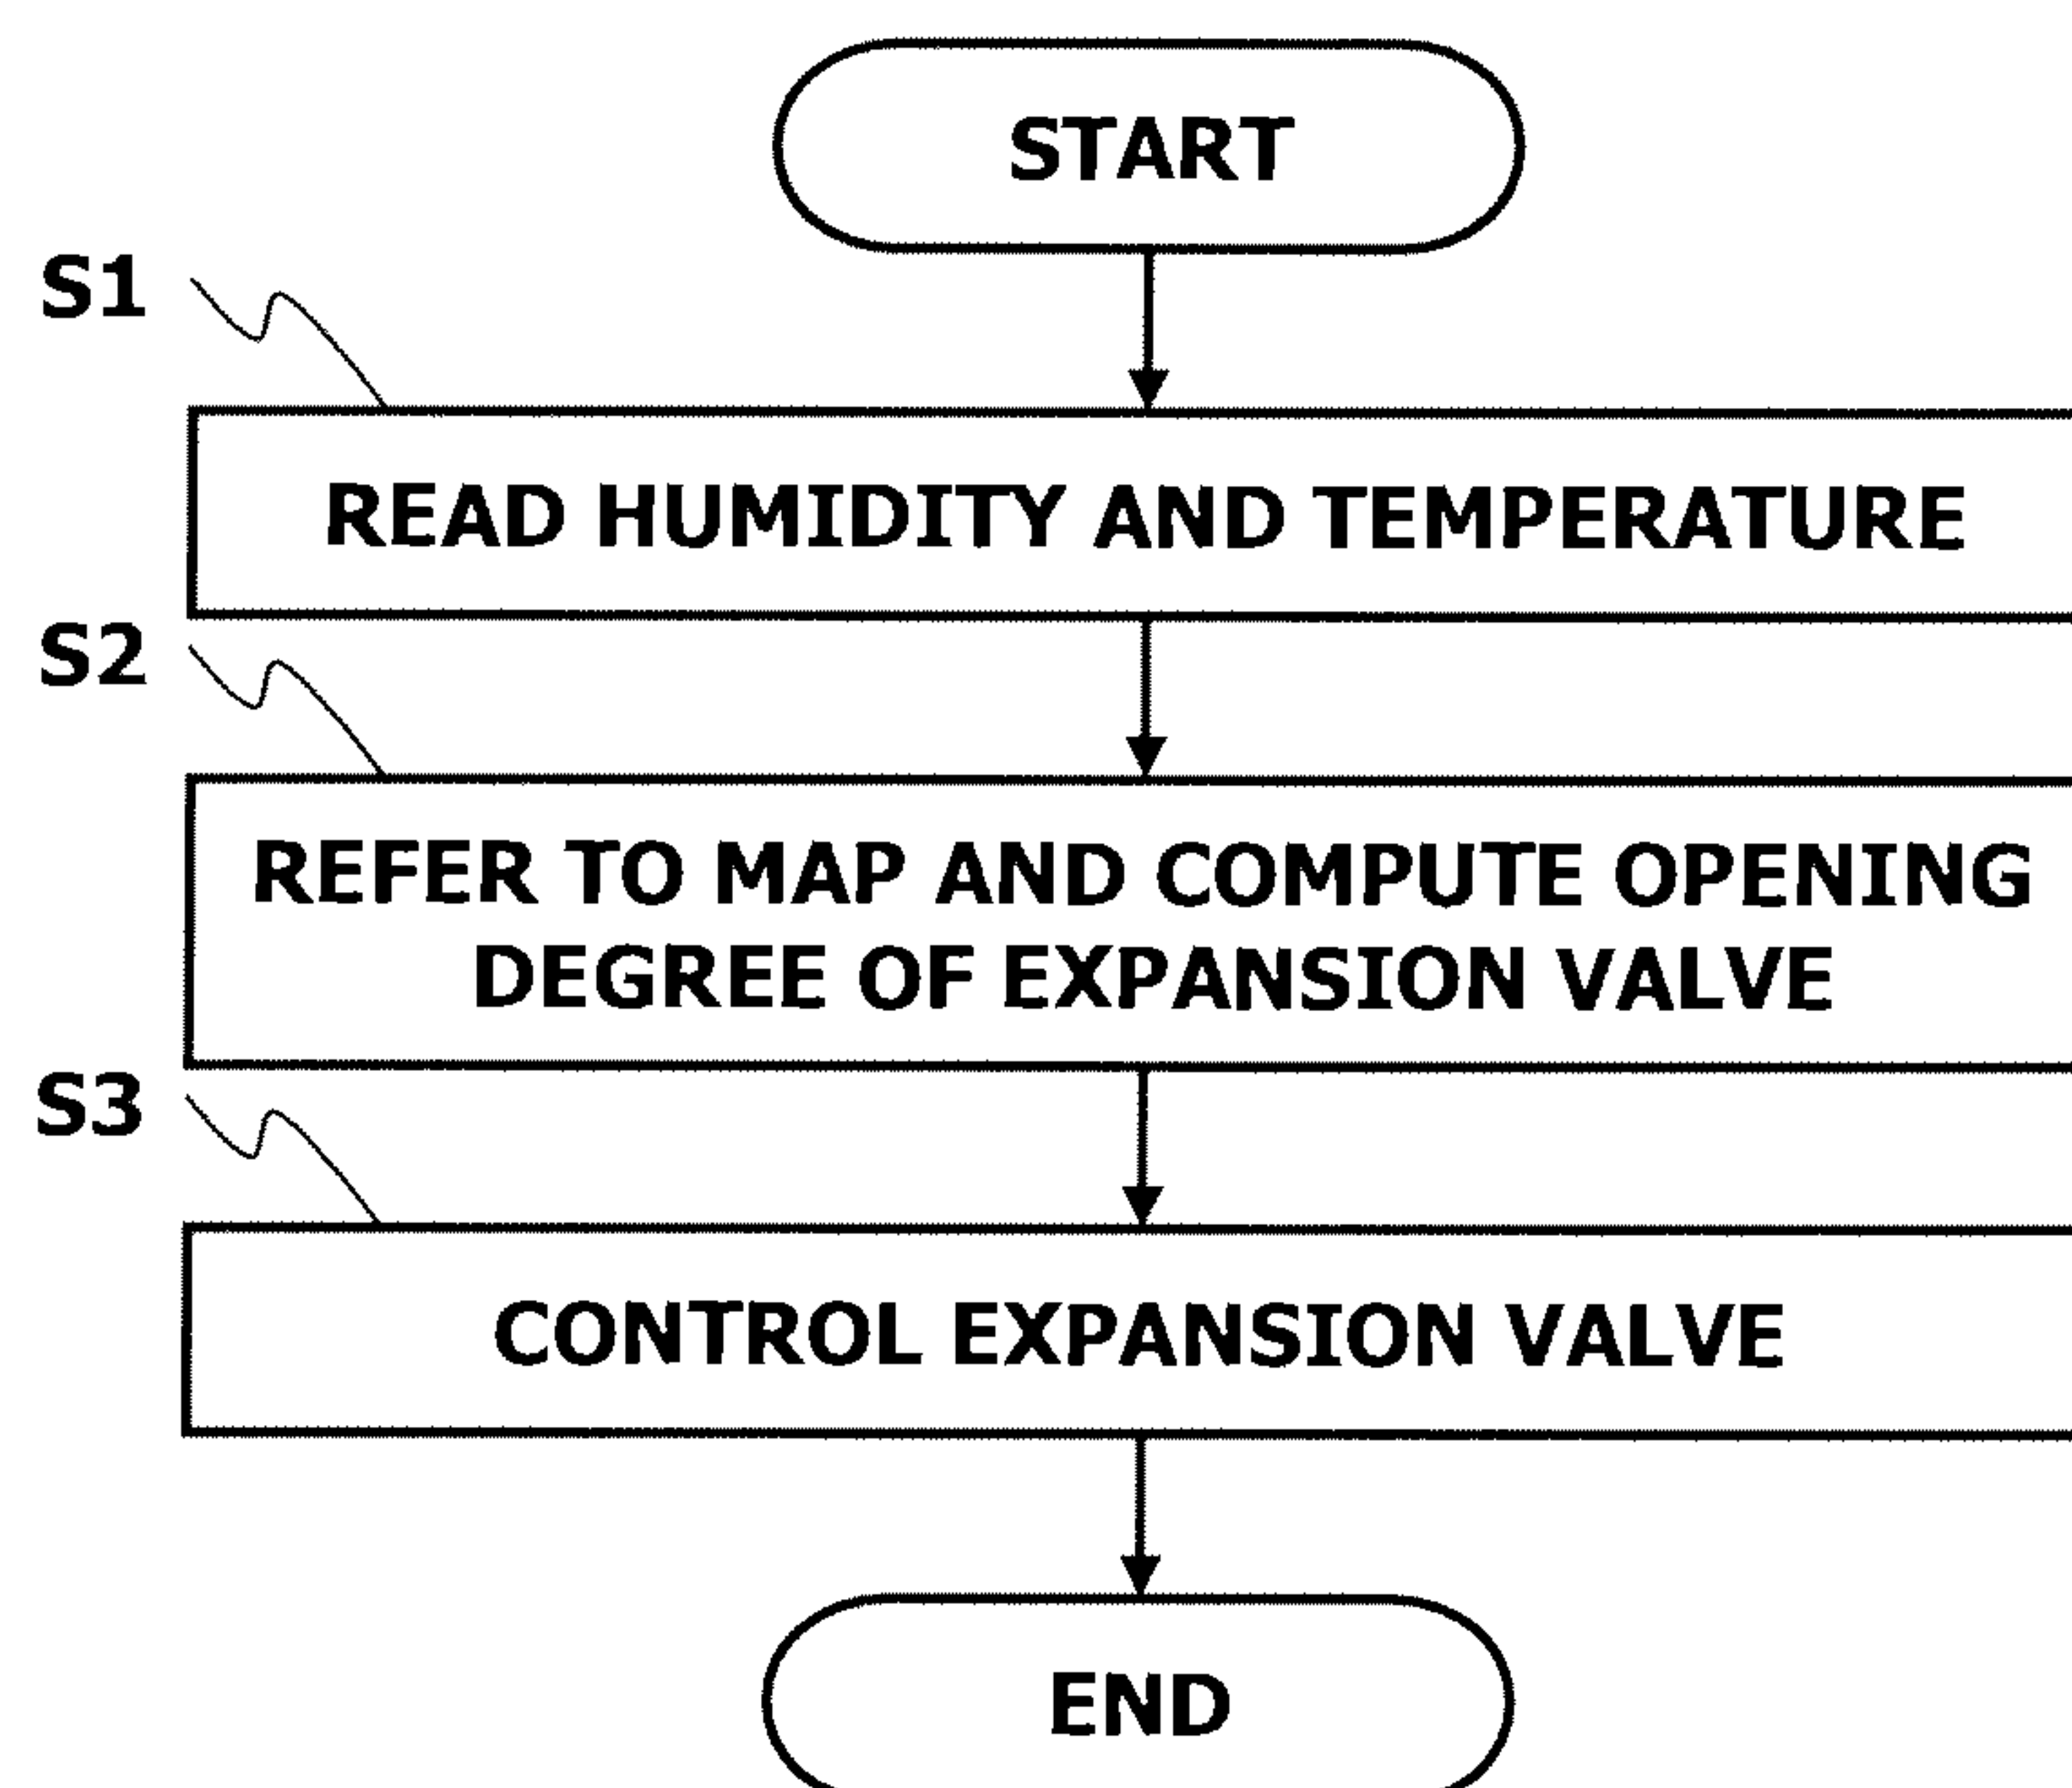 START
S1
READ HUMIDITY AND TEMPERATURE
S2
REFER TO MAP AND COMPUTE OPENING
DEGREE OF EXPANSION VALVE
S3
CONTROL EXPANSION VALVE
END